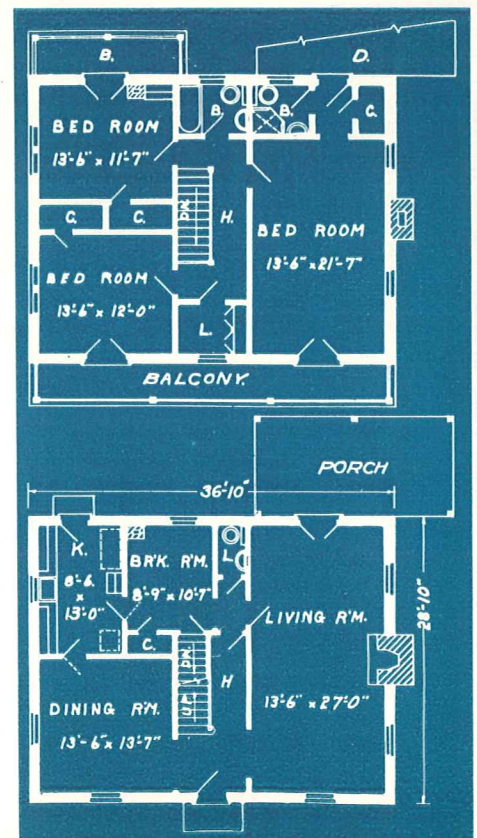 B.
D.
B.
B.
C.
BED ROOM
13'-6" x 11'-7"
C.
C.
DN.
H.
BED ROOM
13'-6" x 21'-7"
BED ROOM
13'-6" x 12'-0"
L.
BALCONY.
PORCH
36'-10"
K.
8'-6.
x
13'-0"
BR'K. R'M.
8'-9" x 10'-7"
L.
C.
LIVING R'M.
13'-6" x 27'-0"
28'-10"
UP.
DN.
H
DINING R'M.
13'-6" x 13'-7"